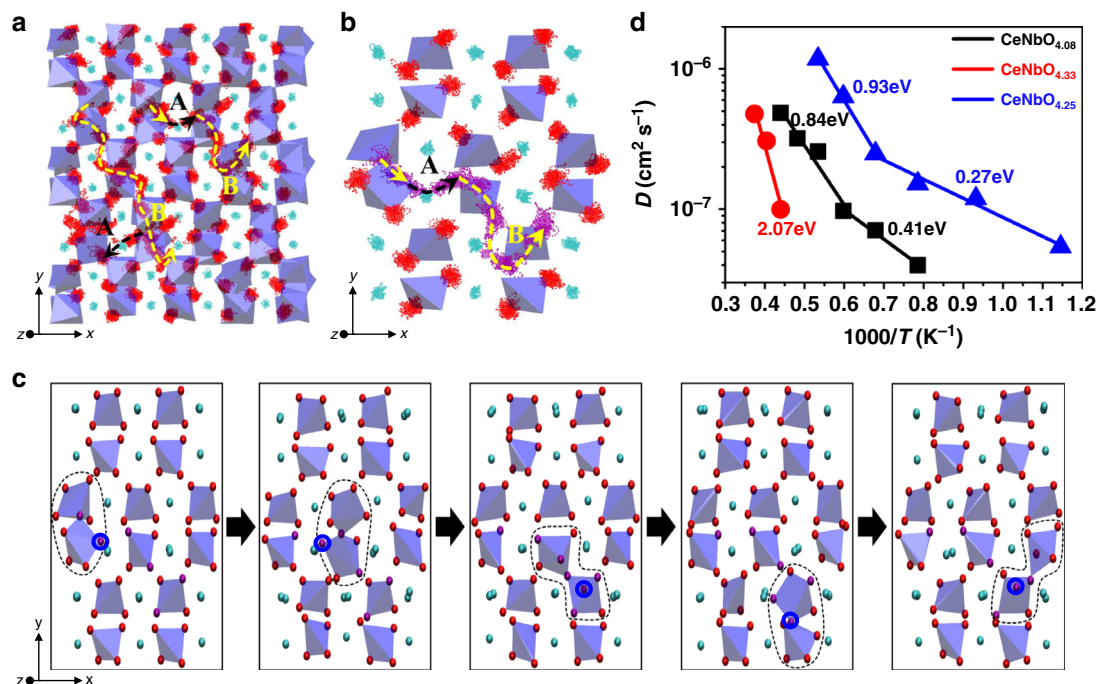 a
A
B
B
A
y
z
x
b
A
B
y
z
x
d
D (cm² s⁻¹)
10⁻⁶
10⁻⁷
CeNbO₄.₀₈
CeNbO₄.₃₃
CeNbO₄.₂₅
0.93eV
0.84eV
0.27eV
2.07eV
0.41eV
0.3 0.4 0.5 0.6 0.7 0.8 0.9 1.0 1.1 1.2
1000/T (K⁻¹)
c
y
z
x